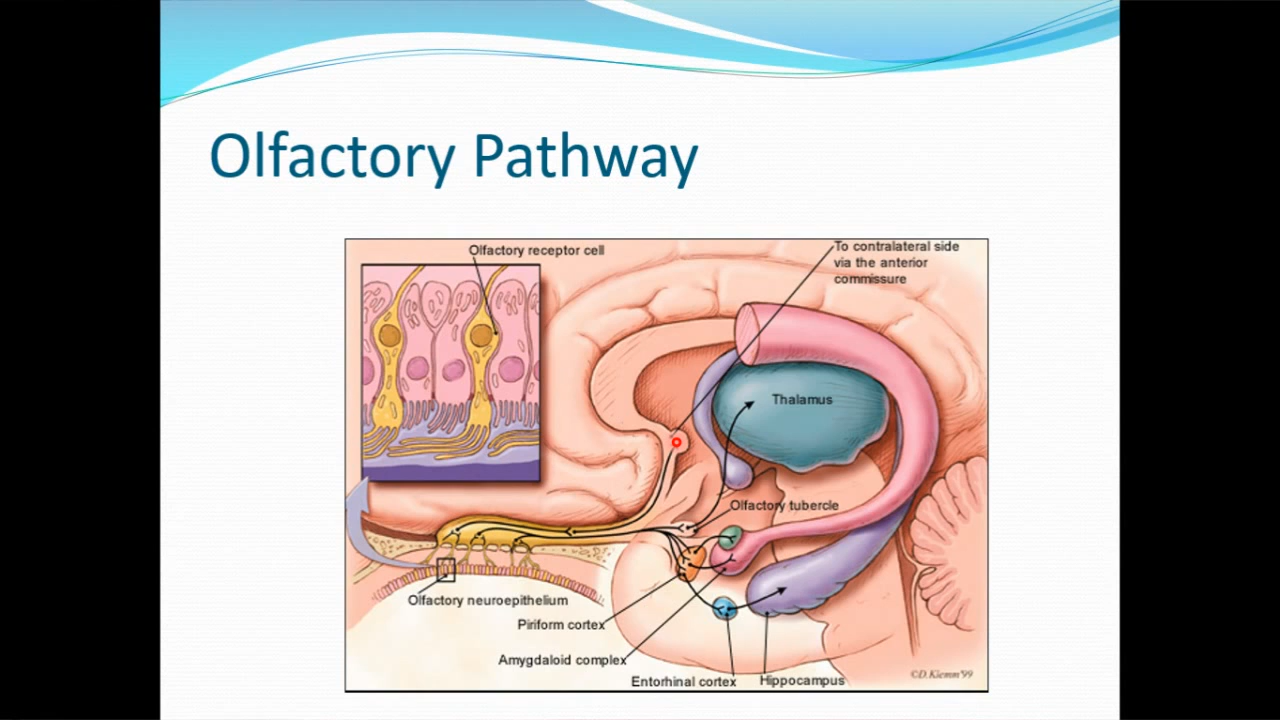 Olfactory Pathway
Olfactory receptor cell
To contralateral side
via the anterior
commissure
Thalamus
Olfactory tubercle
Olfactory neuroepithelium
Piriform cortex
Amygdaloid complex
Entorhinal cortex
Hippocampus
©D.Klemm'99